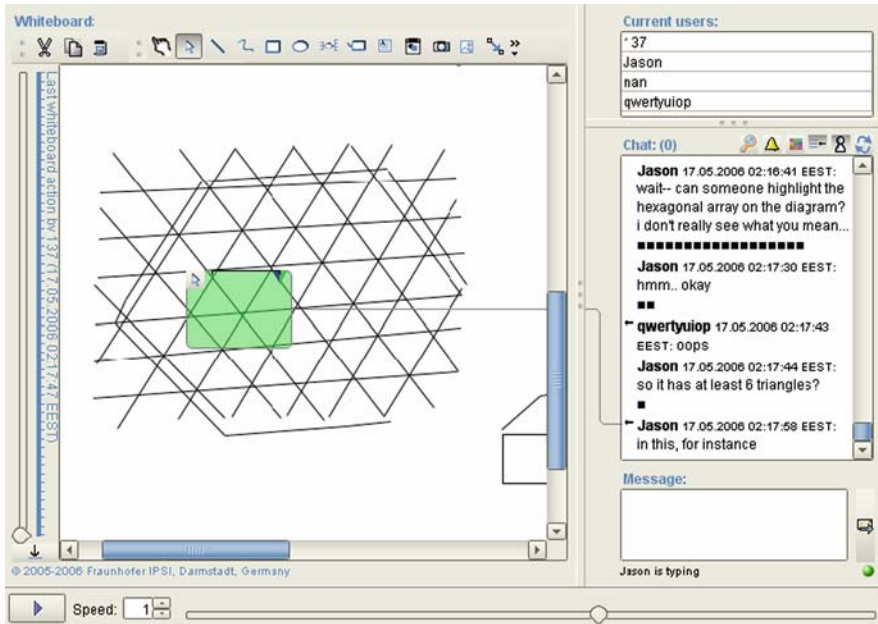 Whiteboard:
Current users:
' 37
Jason
nan
qwertyuiop
Last whiteboard action by 137 (17.05.2006 02:17:47 EEST)
Chat: (0)
Jason 17.05.2006 02:16:41 EEST:
wait-- can someone highlight the
hexagonal array on the diagram?
i don't really see what you mean...
Jason 17.05.2006 02:17:30 EEST:
hmm.. okay
qwertyuiop 17.05.2006 02:17:43
EEST: oops
Jason 17.05.2006 02:17:44 EEST:
so it has at least 6 triangles?
Jason 17.05.2006 02:17:58 EEST:
in this, for instance
Message:
Jason is typing
© 2005-2006 Fraunhofer IPSI, Darmstadt, Germany
Speed: 1